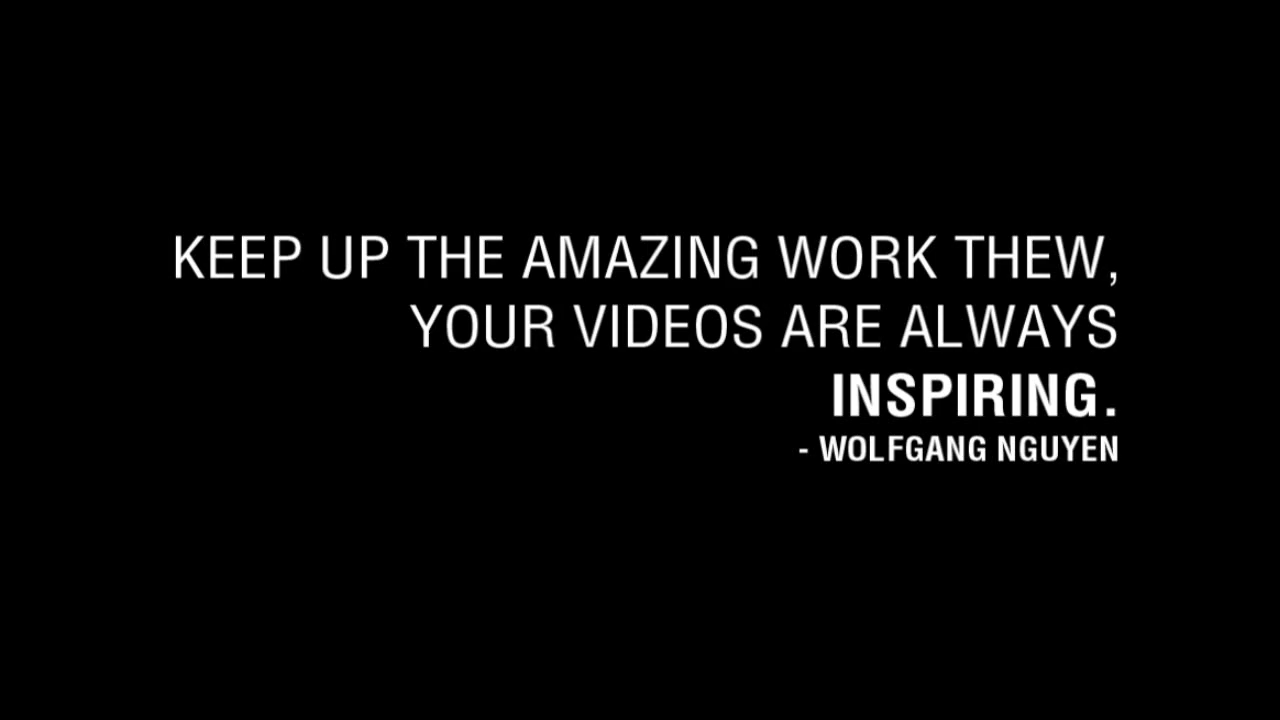 KEEP UP THE AMAZING WORK THEW,
YOUR VIDEOS ARE ALWAYS
INSPIRING.
- WOLFGANG NGUYEN